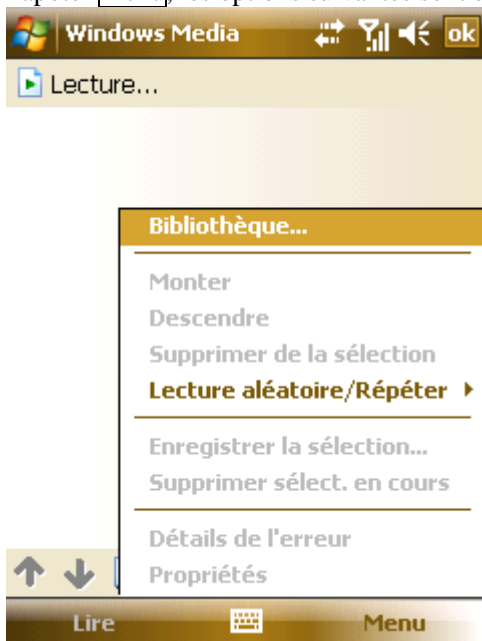 Windows Media ok
Lecture...
Bibliothèque...
Monter
Descendre
Supprimer de la sélection
Lecture aléatoire/Répéter
Enregistrer la sélection...
Supprimer sélect. en cours
Détails de l'erreur
Propriétés
Lire Menu